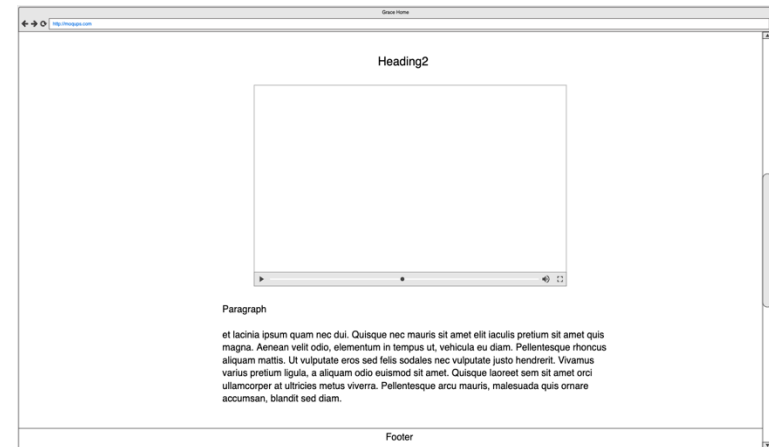 Grace Home
http://moqups.com
Heading2
Paragraph
et lacinia ipsum quam nec dui. Quisque nec mauris sit amet elit iaculis pretium sit amet quis
magna. Aenean velit odio, elementum in tempus ut, vehicula eu diam. Pellentesque rhoncus
aliquam mattis. Ut vulputate eros sed felis sodales nec vulputate justo hendrerit. Vivamus
varius pretium ligula, a aliquam odio euismod sit amet. Quisque laoreet sem sit amet orci
ullamcorper at ultricies metus viverra. Pellentesque arcu mauris, malesuada quis ornare
accumsan, blandit sed diam.
Footer